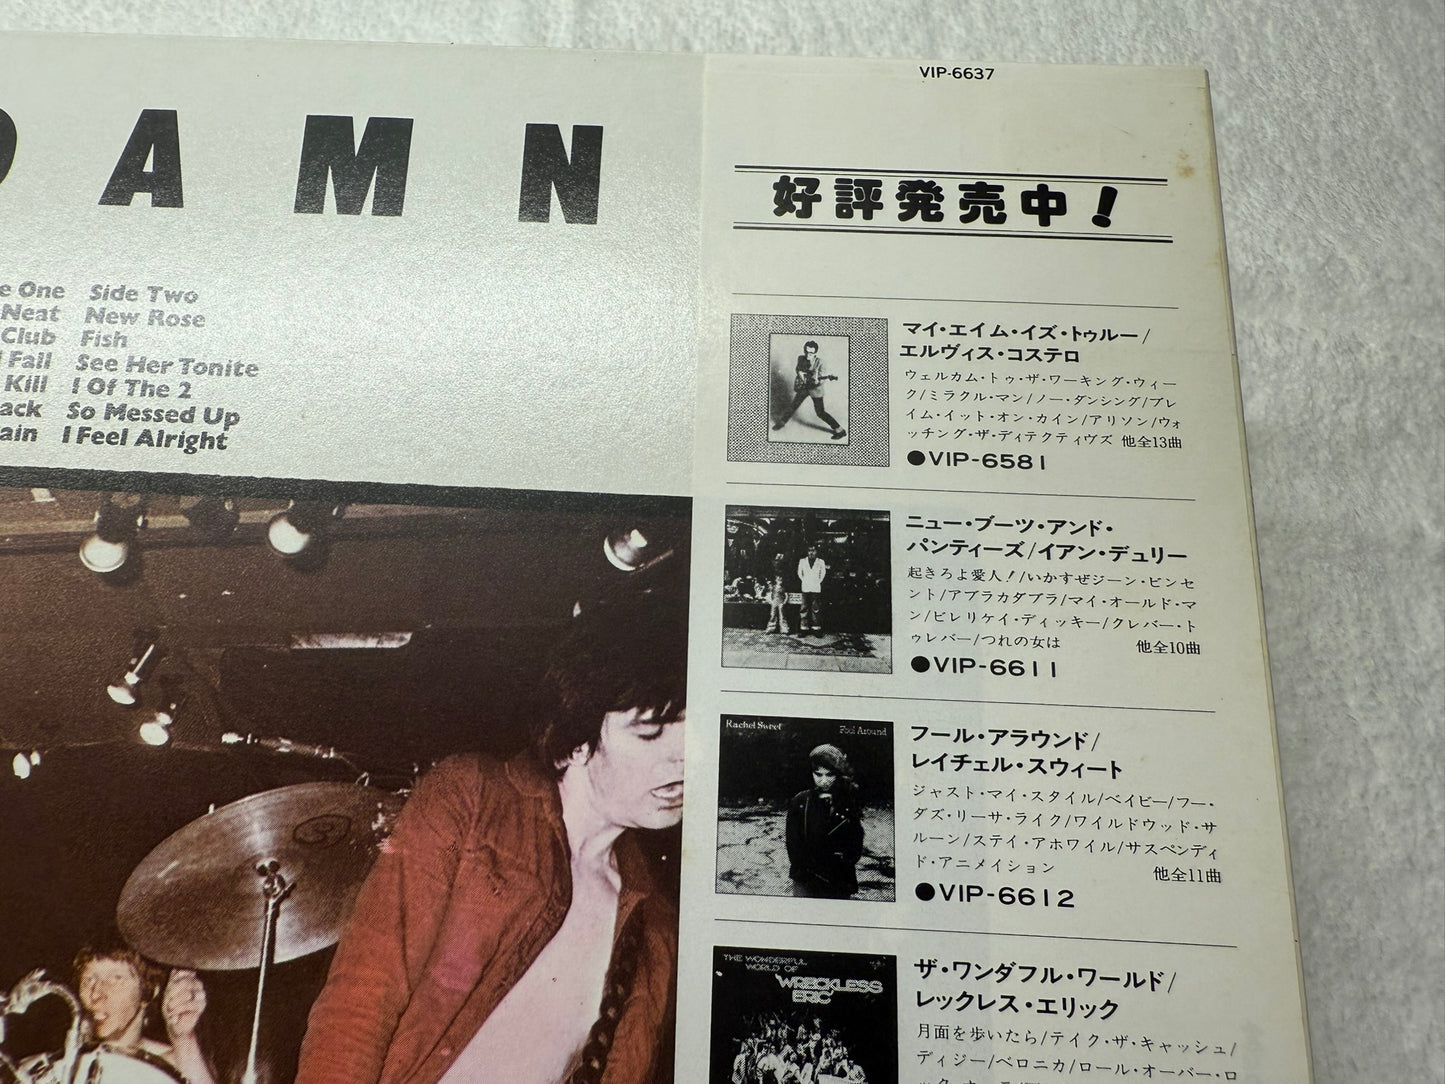 VIP-6637
DAMN
好評発売中!
e One Side Two
Neat New Rose
Club Fish
l Fall See Her Tonite
Kill I Of The 2
ack So Messed Up
ain I Feel Alright
マイ・エイム・イズ・トゥルー/
エルヴィス・コステロ
ウェルカム・トゥ・ザ・ワーキング・ウィー
ク/ミラクル・マン/ノー・ダンシング/ブレ
イム・イット・オン・カイン/アリソン/ウォ
ッチング・ザ・ディテクティヴズ 他全13曲
●VIP-6581
ニュー・ブーツ・アンド・
パンティーズ/イアン・デューリー
起きろよ愛人!/いかすぜジーン・ビンセ
ント/アブラカダブラ/マイ・オールド・マ
ン/ビレリケイ・ディッキー/クレバー・ト
ゥレバー/つれの女は 他全10曲
●VIP-6611
Rachel Sweet Fool Around
フール・アラウンド/
レイチェル・スウィート
ジャスト・マイ・スタイル/ベイビー/フー・
ダズ・リーサ・ライク/ワイルドウッド・サ
ルーン/ステイ・アホワイル/サスペンディ
ド・アニメイション 他全11曲
●VIP-6612
THE WONDERFUL
WORLD OF
WRECKLESS
ERIC
ザ・ワンダフル・ワールド/
レックレス・エリック
月面を歩いたら/テイク・ザ・キャッシュ/
ディジー/ベロニカ/ロール・オーバー・ロ